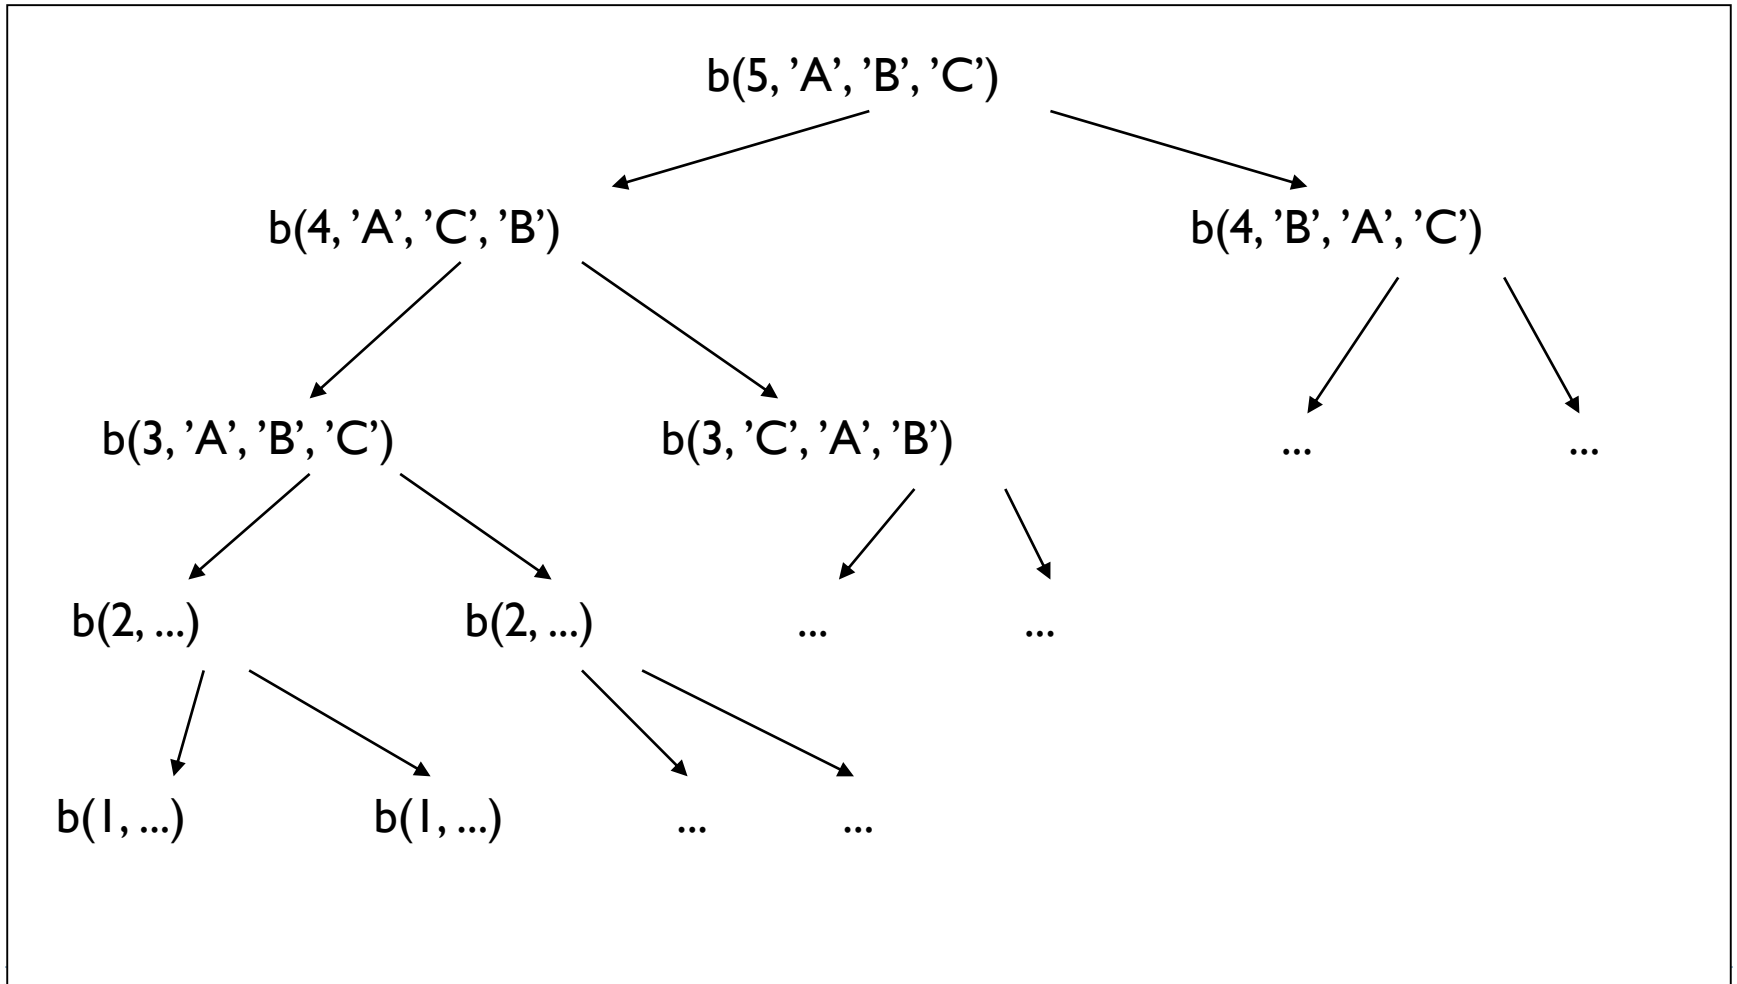 b(5, ’A’, ’B’, ’C’)
b(4, ’A’, ’C’, ’B’) b(4, ’B’, ’A’, ’C’)
b(3, ’A’, ’B’, ’C’) b(3, ’C’, ’A’, ’B’) ... ...
b(2, ...) b(2, ...) ... ...
b(1, ...) b(1, ...) ... ...